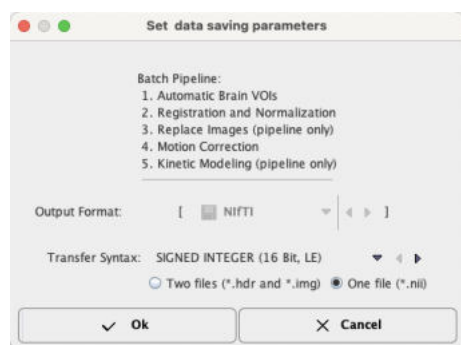 Set data saving parameters
Batch Pipeline:
1. Automatic Brain VOIs
2. Registration and Normalization
3. Replace Images (pipeline only)
4. Motion Correction
5. Kinetic Modeling (pipeline only)
Output Format: [ NIfTI ]
Transfer Syntax: SIGNED INTEGER (16 Bit, LE)
Two files (*.hdr and *.img) One file (*.nii)
Ok Cancel